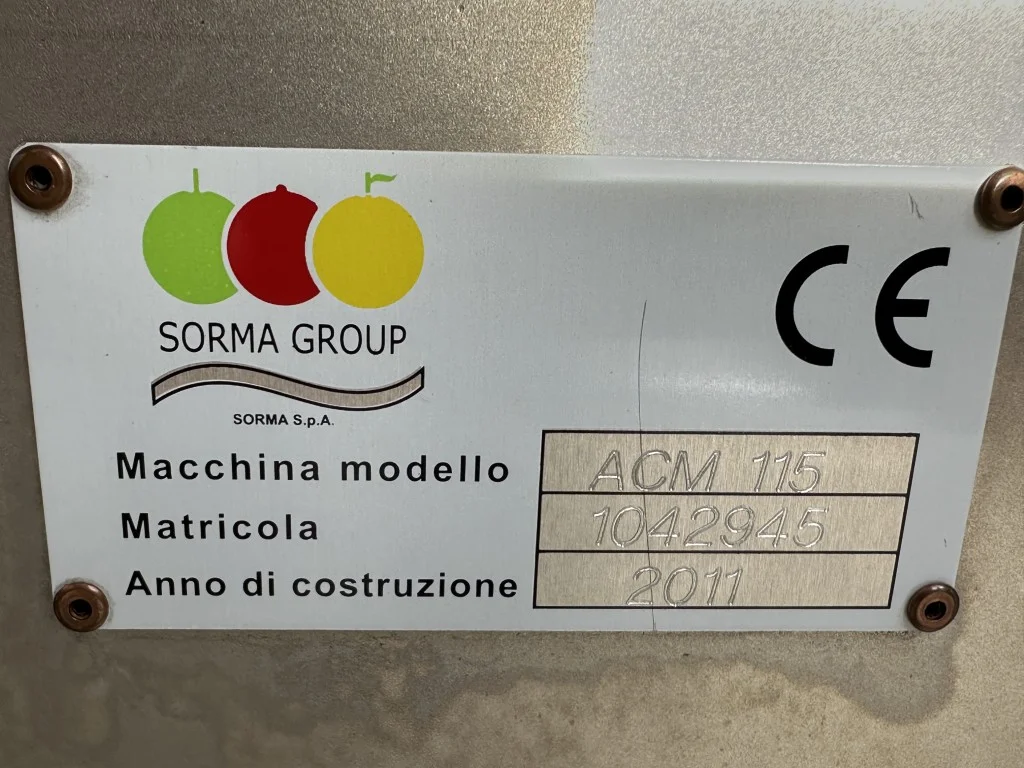 SORMA GROUP
CE
SORMA S.p.A.
Macchina modello ACM 115
Matricola 1042945
Anno di costruzione 2011